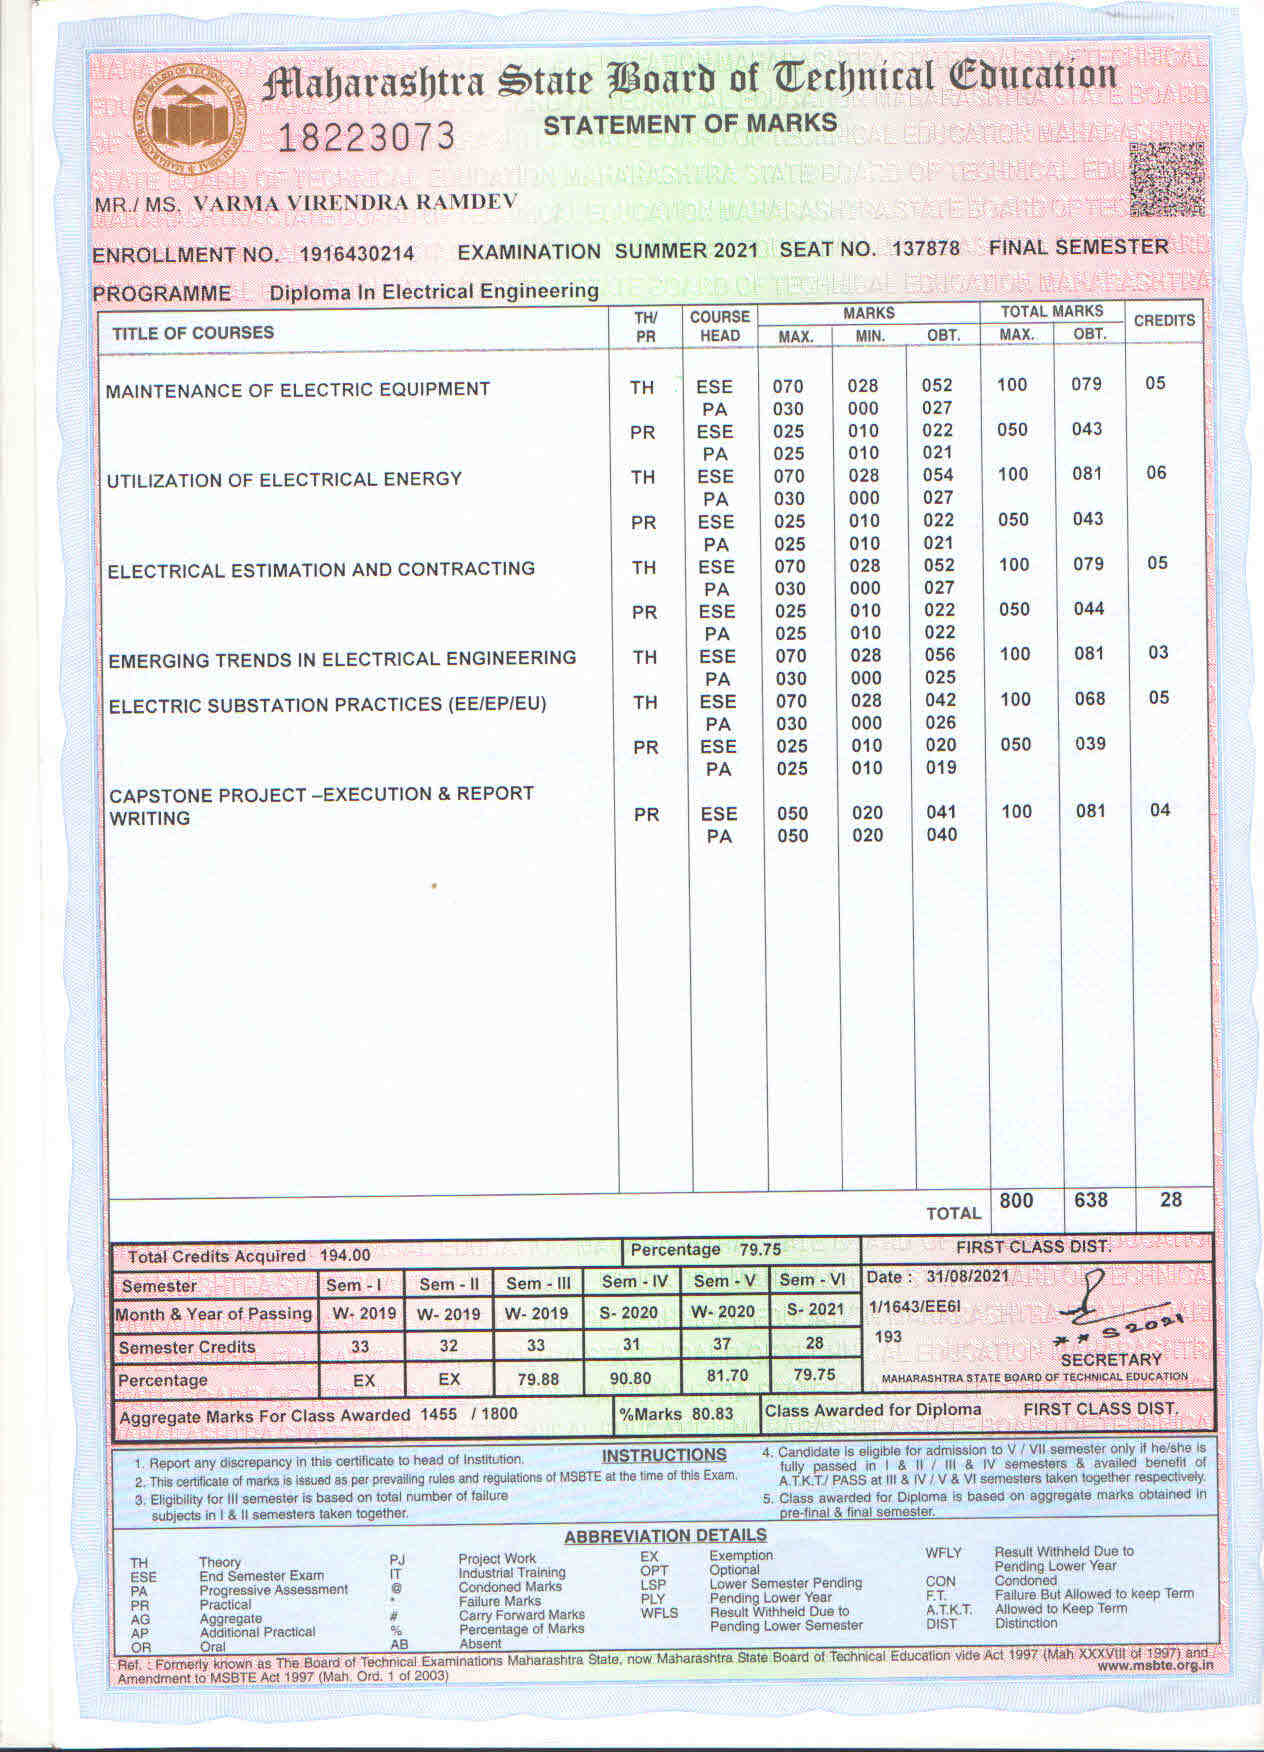 Maharashtra State Board of Technical Education
18223073 STATEMENT OF MARKS
MR./ MS. VARMA VIRENDRA RAMDEV
ENROLLMENT NO. 1916430214 EXAMINATION SUMMER 2021 SEAT NO. 137878 FINAL SEMESTER
PROGRAMME Diploma In Electrical Engineering
TITLE OF COURSES TH/ PR COURSE HEAD MARKS TOTAL MARKS CREDITS
MAX. MIN. OBT. MAX. OBT.
MAINTENANCE OF ELECTRIC EQUIPMENT TH ESE 070 028 052 100 079 05
PA 030 000 027
PR ESE 025 010 022 050 043
PA 025 010 021
UTILIZATION OF ELECTRICAL ENERGY TH ESE 070 028 054 100 081 06
PA 030 000 027
PR ESE 025 010 022 050 043
PA 025 010 021
ELECTRICAL ESTIMATION AND CONTRACTING TH ESE 070 028 052 100 079 05
PA 030 000 027
PR ESE 025 010 022 050 044
PA 025 010 022
EMERGING TRENDS IN ELECTRICAL ENGINEERING TH ESE 070 028 056 100 081 03
PA 030 000 025
ELECTRIC SUBSTATION PRACTICES (EE/EP/EU) TH ESE 070 028 042 100 068 05
PA 030 000 026
PR ESE 025 010 020 050 039
PA 025 010 019
CAPSTONE PROJECT –EXECUTION & REPORT
WRITING PR ESE 050 020 041 100 081 04
PA 050 020 040
TOTAL 800 638 28
Total Credits Acquired 194.00 Percentage 79.75 FIRST CLASS DIST.
Semester Sem - I Sem - II Sem - III Sem - IV Sem - V Sem - VI Date : 31/08/2021
Month & Year of Passing W- 2019 W- 2019 W- 2019 S- 2020 W- 2020 S- 2021 1/1643/EE6I
Semester Credits 33 32 33 31 37 28 193
* * S2021
SECRETARY
Percentage EX EX 79.88 90.80 81.70 79.75 MAHARASHTRA STATE BOARD OF TECHNICAL EDUCATION
Aggregate Marks For Class Awarded 1455 / 1800 %Marks 80.83 Class Awarded for Diploma FIRST CLASS DIST.
INSTRUCTIONS
1. Report any discrepancy in this certificate to head of Institution.
2. This certificate of marks is issued as per prevailing rules and regulations of MSBTE at the time of this Exam.
3. Eligibility for III semester is based on total number of failure
subjects in I & II semesters taken together.
4. Candidate is eligible for admission to V / VII semester only if he/she is
fully passed in I & II / III & IV semesters & availed benefit of
A.T.K.T./ PASS at III & IV / V & VI semesters taken together respectively.
5. Class awarded for Diploma is based on aggregate marks obtained in
pre-final & final semester.
ABBREVIATION DETAILS
TH Theory
ESE End Semester Exam
PA Progressive Assessment
PR Practical
AG Aggregate
AP Additional Practical
OR Oral
PJ Project Work
IT Industrial Training
@ Condoned Marks
* Failure Marks
# Carry Forward Marks
% Percentage of Marks
AB Absent
EX Exemption
OPT Optional
LSP Lower Semester Pending
PLY Pending Lower Year
WFLS Result Withheld Due to
Pending Lower Semester
WFLY Result Withheld Due to
Pending Lower Year
CON Condoned
F.T. Failure But Allowed to keep Term
A.T.K.T. Allowed to Keep Term
DIST Distinction
Ref. : Formerly known as The Board of Technical Examinations Maharashtra State, now Maharashtra State Board of Technical Education vide Act 1997 (Mah XXXVIII of 1997) and
Amendment to MSBTE Act 1997 (Mah. Ord. 1 of 2003)
www.msbte.org.in